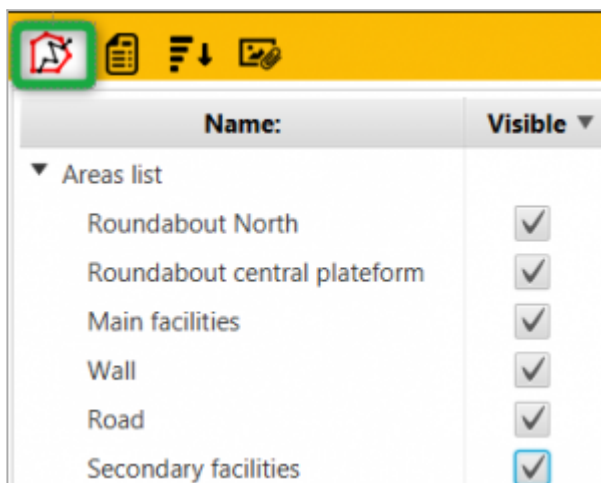 Name: Visible
Areas list
Roundabout North
Roundabout central plateform
Main facilities
Wall
Road
Secondary facilities